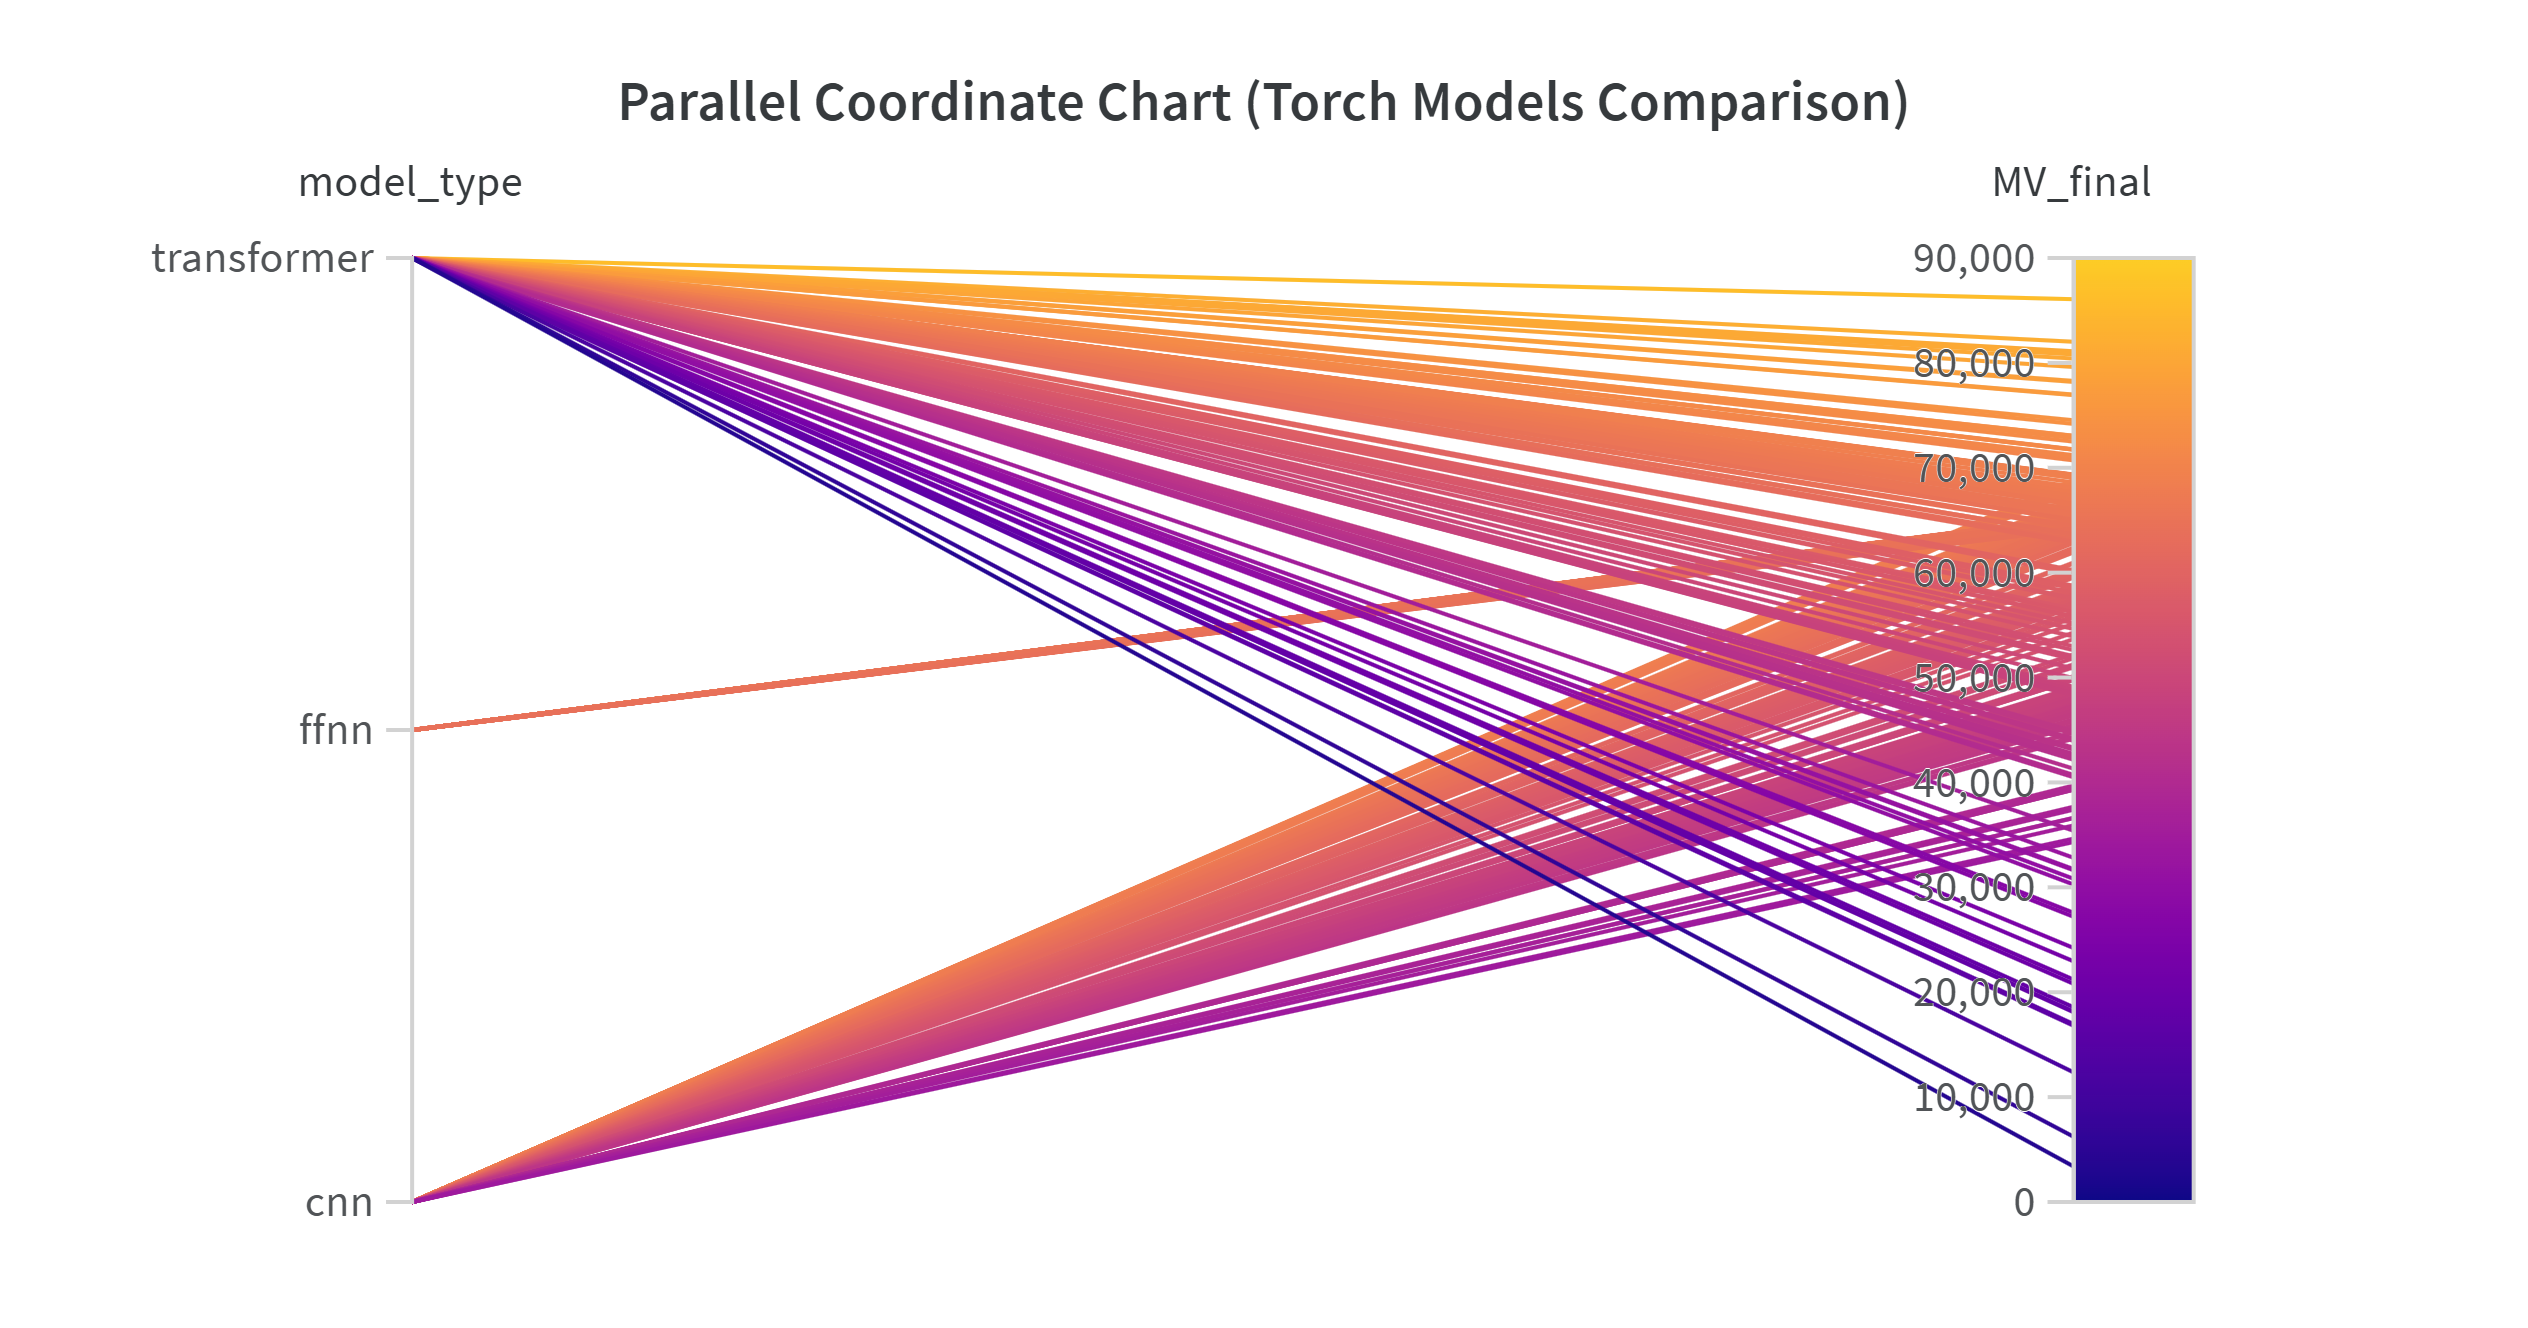 Parallel Coordinate Chart (Torch Models Comparison)
model_type
MV_final
transformer
ffnn
cnn
90,000
80,000
70,000
60,000
50,000
40,000
30,000
20,000
10,000
0